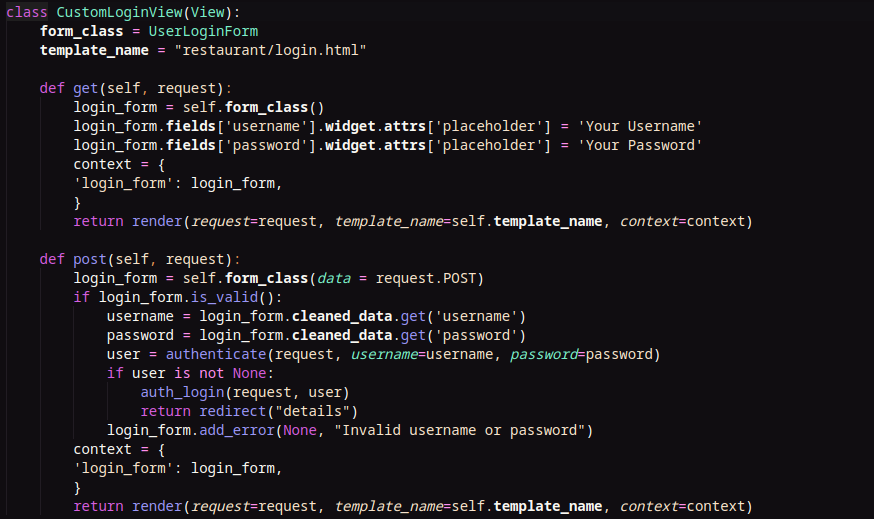 class CustomLoginView(View):
    form_class = UserLoginForm
    template_name = "restaurant/login.html"

    def get(self, request):
        login_form = self.form_class()
        login_form.fields['username'].widget.attrs['placeholder'] = 'Your Username'
        login_form.fields['password'].widget.attrs['placeholder'] = 'Your Password'
        context = {
        'login_form': login_form,
        }
        return render(request=request, template_name=self.template_name, context=context)

    def post(self, request):
        login_form = self.form_class(data = request.POST)
        if login_form.is_valid():
            username = login_form.cleaned_data.get('username')
            password = login_form.cleaned_data.get('password')
            user = authenticate(request, username=username, password=password)
            if user is not None:
                auth_login(request, user)
                return redirect("details")
            login_form.add_error(None, "Invalid username or password")
        context = {
        'login_form': login_form,
        }
        return render(request=request, template_name=self.template_name, context=context)